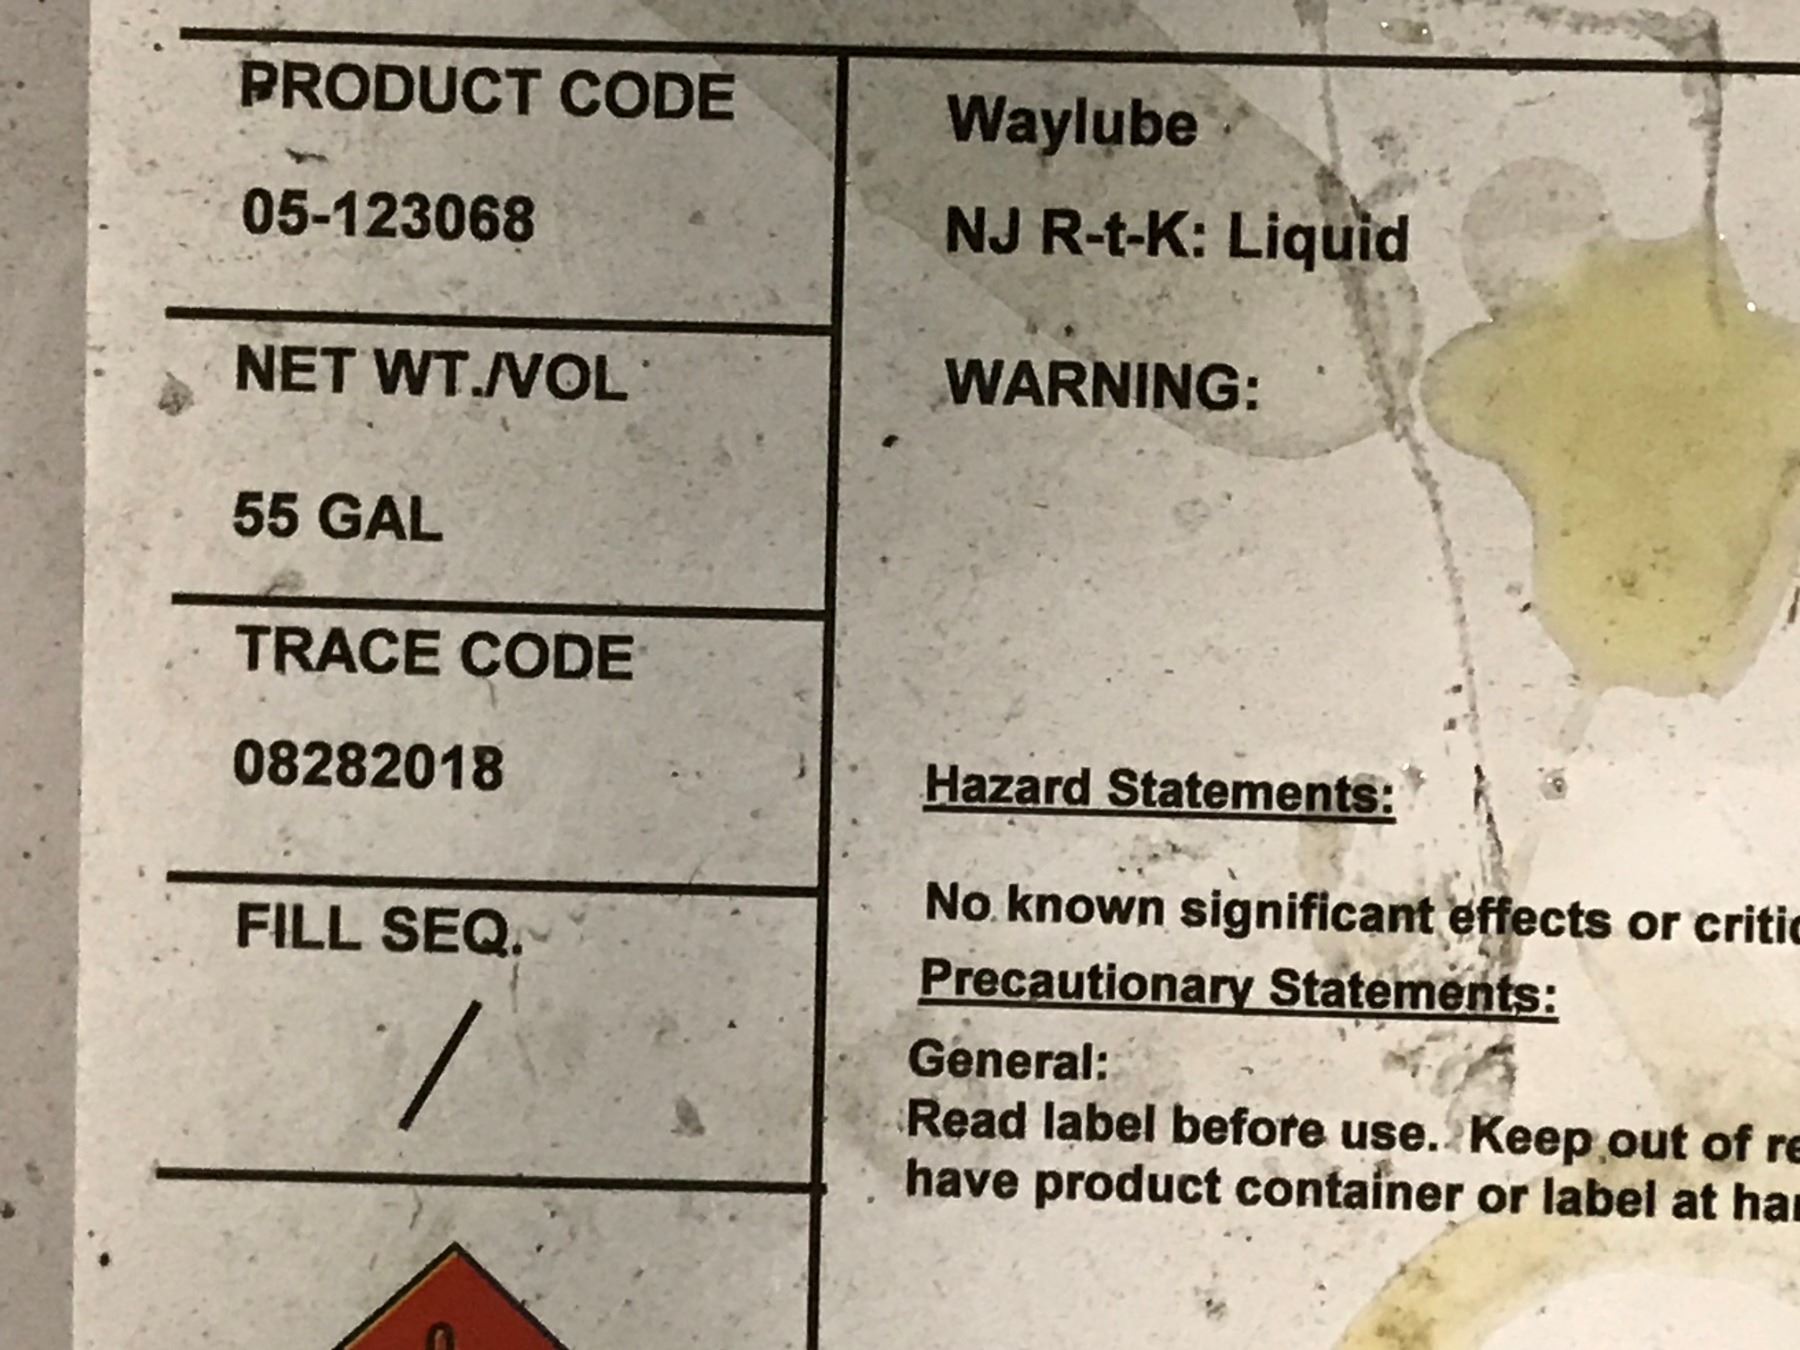 PRODUCT CODE
05-123068
NET WT./VOL
55 GAL
TRACE CODE
08282018
FILL SEQ.
/
Waylube
NJ R-t-K: Liquid
WARNING:
Hazard Statements:
No known significant effects or
Precautionary Statements:
General:
Read label before use. Keep out of
have product container or label at